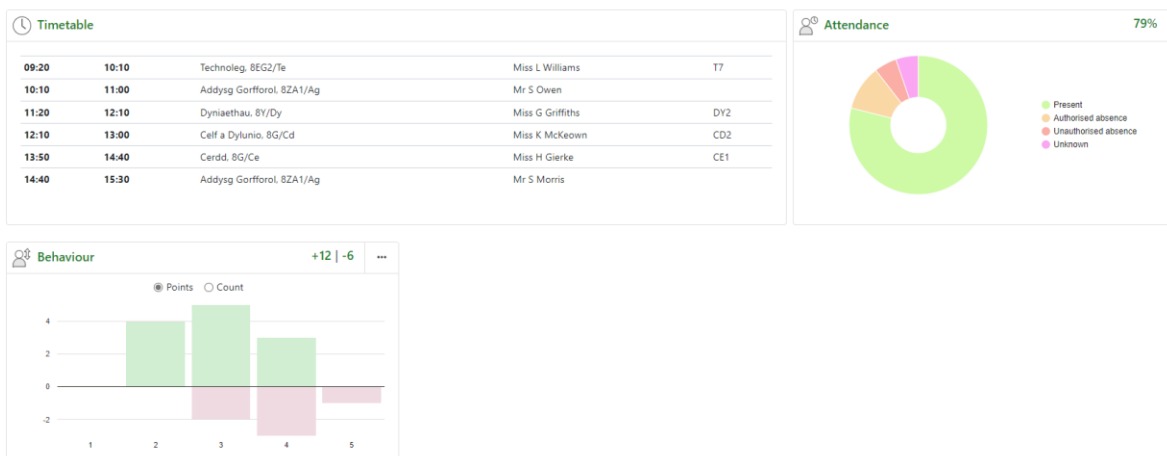 Timetable
09:20 10:10 Technoleg, 8EG2/Te Miss L Williams T7
10:10 11:00 Addysg Gorfforol, 8ZA1/Ag Mr S Owen
11:20 12:10 Dyniaethau, 8Y/Dy Miss G Griffiths DY2
12:10 13:00 Celf a Dylunio, 8G/Cd Miss K McKeown CD2
13:50 14:40 Cerdd, 8G/Ce Miss H Gierke CE1
14:40 15:30 Addysg Gorfforol, 8ZA1/Ag Mr S Morris
Attendance 79%
Present
Authorised absence
Unauthorised absence
Unknown
Behaviour +12 | -6 •••
Points Count
4
2
0
-2
1 2 3 4 5